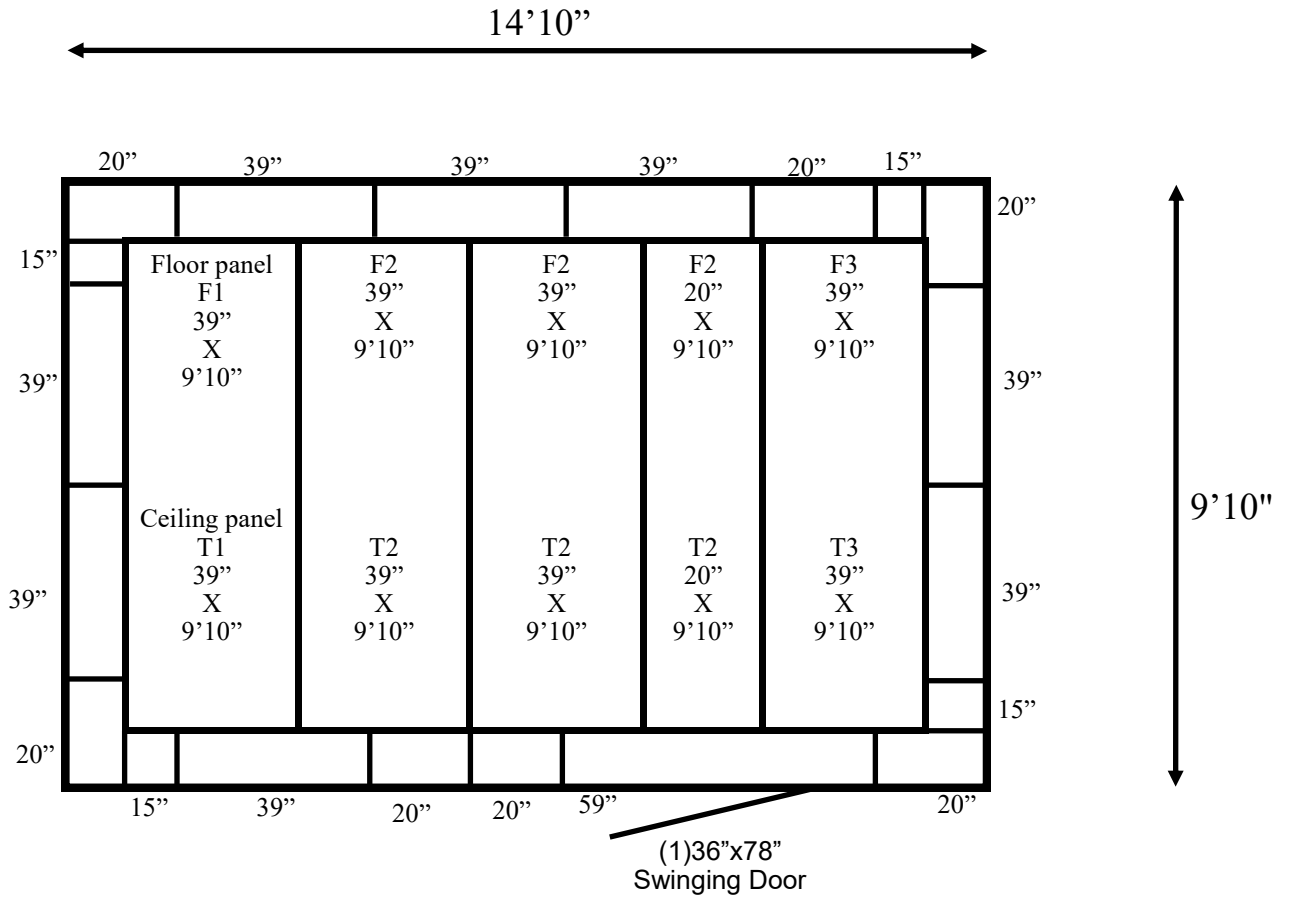 14’10”
20”
39”
39”
39”
20”
15”
20”
15”
39”
39”
20”
39”
39”
15”
9’10"
Floor panel
F1
39”
X
9’10”
F2
39”
X
9’10”
F2
39”
X
9’10”
F2
20”
X
9’10”
F3
39”
X
9’10”
Ceiling panel
T1
39”
X
9’10”
T2
39”
X
9’10”
T2
39”
X
9’10”
T2
20”
X
9’10”
T3
39”
X
9’10”
15”
39”
20”
20”
59”
20”
(1)36”x78”
Swinging Door